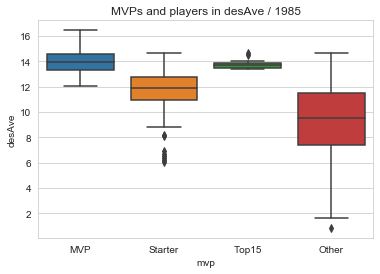 MVPs and players in desAve / 1985
desAve
16
14
12
10
8
6
4
2
MVP Starter Top15 Other
mvp